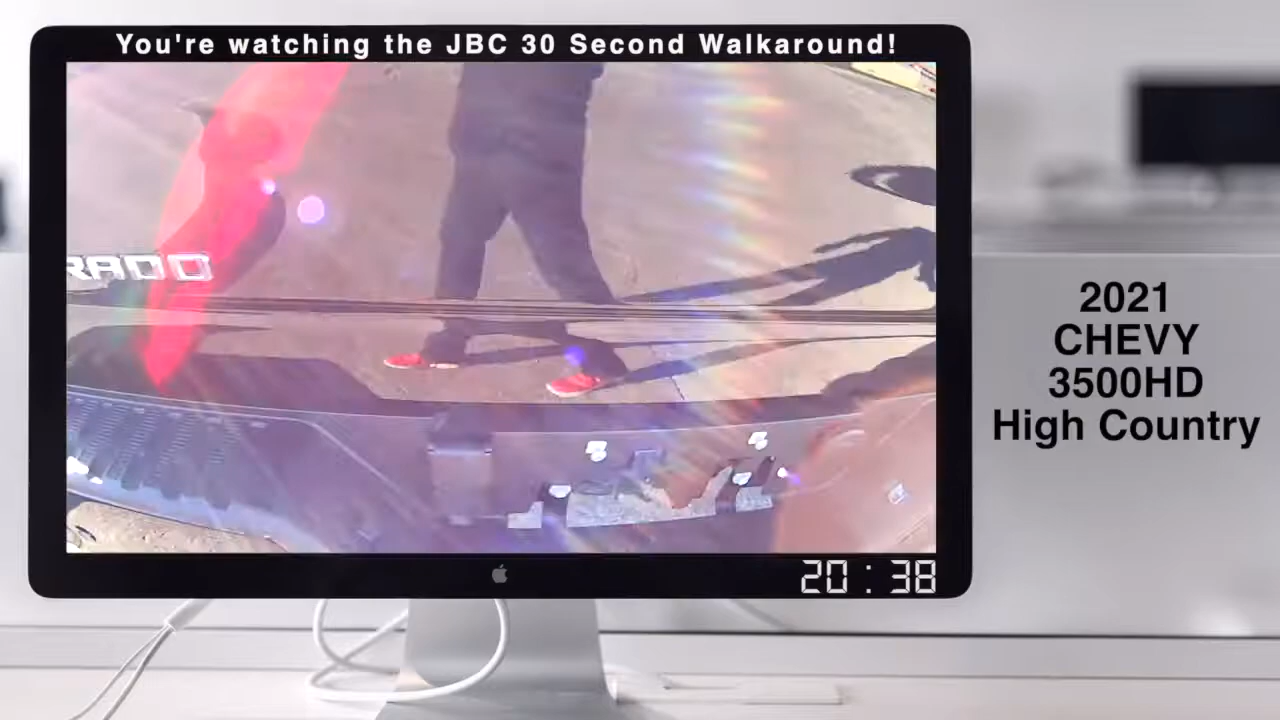 You're watching the JBC 30 Second Walkaround!
RADO
2021
CHEVY
3500HD
High Country
20 : 38